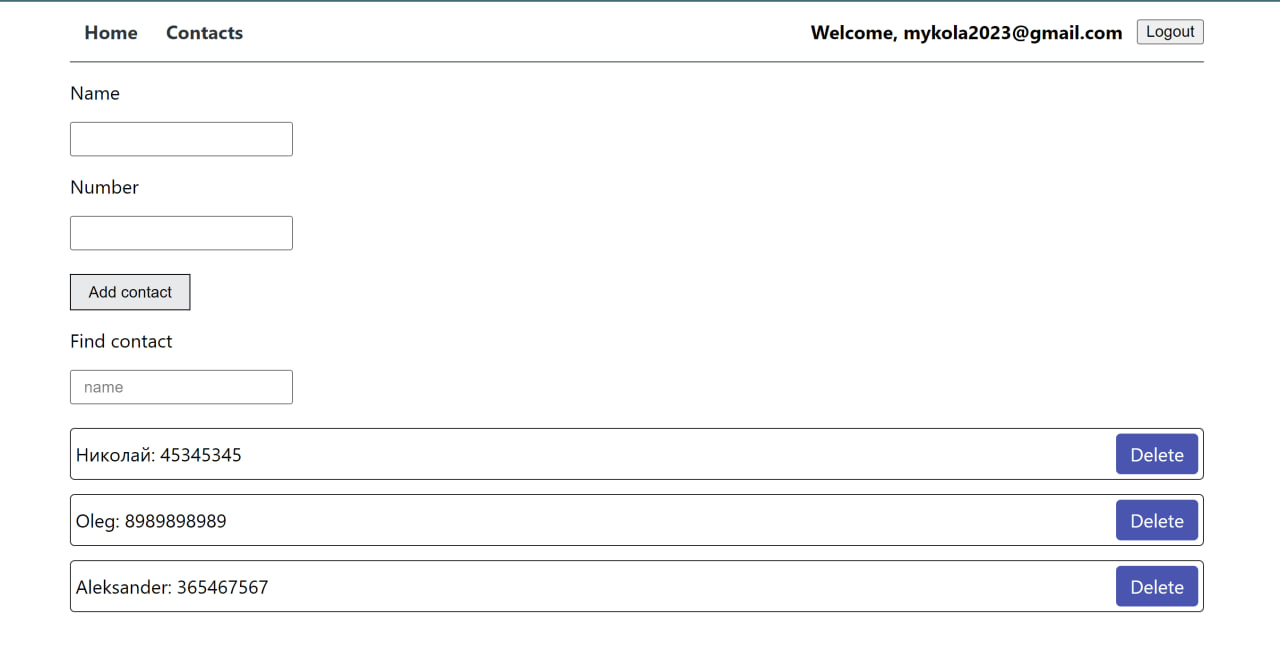 Home Contacts Welcome, mykola2023@gmail.com Logout
Name
Number
Add contact
Find contact
name
Николай: 45345345 Delete
Oleg: 8989898989 Delete
Aleksander: 365467567 Delete